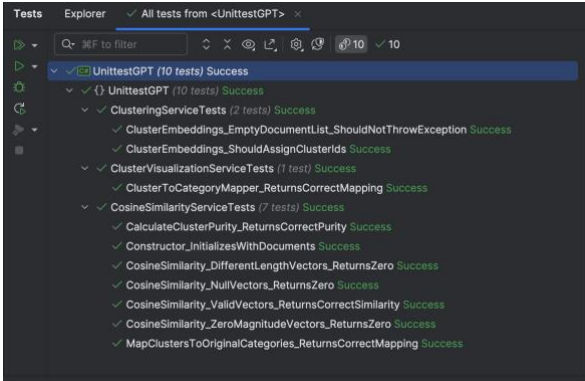 Tests Explorer All tests from <UnittestGPT> ×
⌘F to filter 10 10
C# UnittestGPT (10 tests) Success
{} UnittestGPT (10 tests) Success
ClusteringServiceTests (2 tests) Success
ClusterEmbeddings_EmptyDocumentList_ShouldNotThrowException Success
ClusterEmbeddings_ShouldAssignClusterIds Success
ClusterVisualizationServiceTests (1 test) Success
ClusterToCategoryMapper_ReturnsCorrectMapping Success
CosineSimilarityServiceTests (7 tests) Success
CalculateClusterPurity_ReturnsCorrectPurity Success
Constructor_InitializesWithDocuments Success
CosineSimilarity_DifferentLengthVectors_ReturnsZero Success
CosineSimilarity_NullVectors_ReturnsZero Success
CosineSimilarity_ValidVectors_ReturnsCorrectSimilarity Success
CosineSimilarity_ZeroMagnitudeVectors_ReturnsZero Success
MapClustersToOriginalCategories_ReturnsCorrectMapping Success